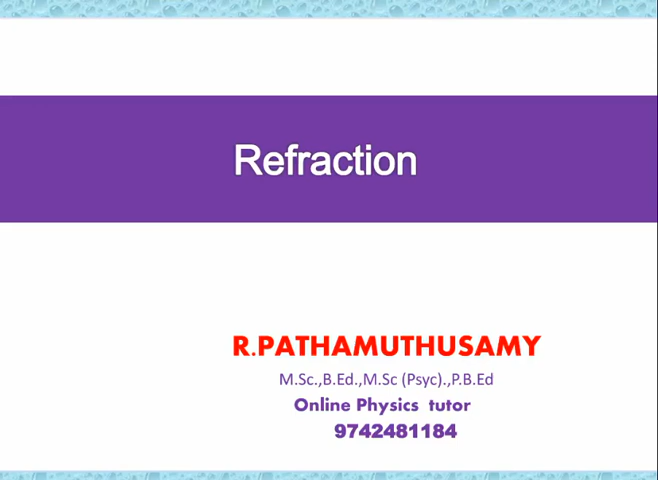 Refraction
R.PATHAMUTHUSAMY
M.Sc.,B.Ed.,M.Sc (Psyc).,P.B.Ed
Online Physics tutor
9742481184